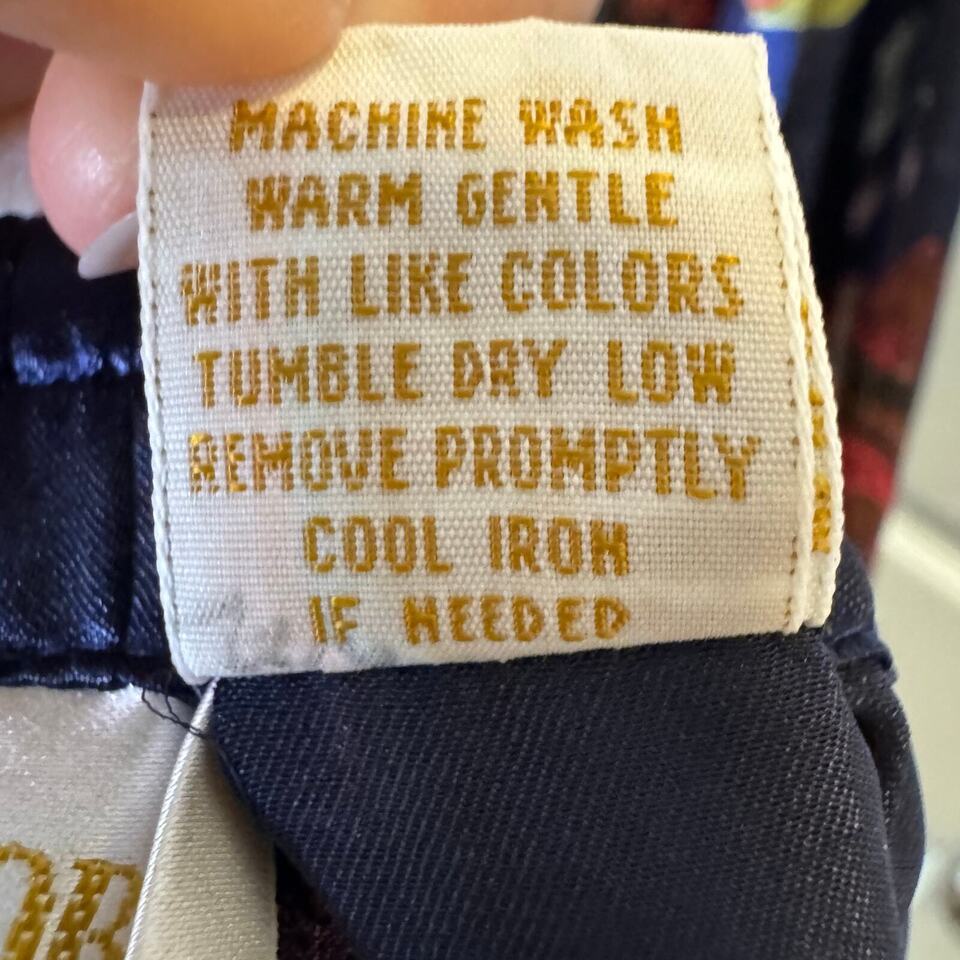 MACHINE WASH
WARM GENTLE
WITH LIKE COLORS
TUMBLE DRY LOW
REMOVE PROMPTLY
COOL IRON
IF NEEDED